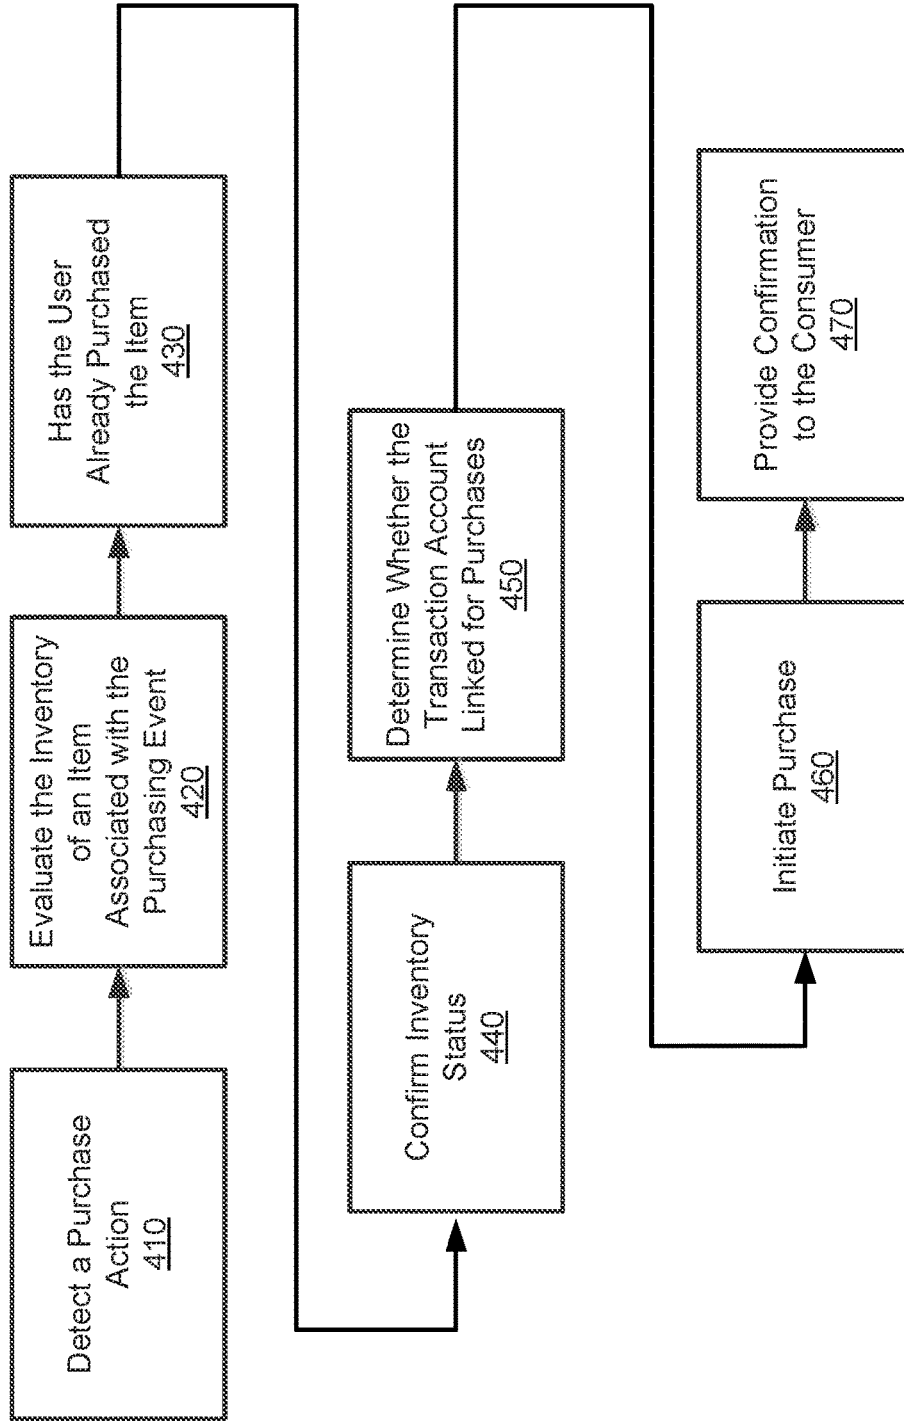 Detect a Purchase
Action
410
Evaluate the Inventory
of an Item
Associated with the
Purchasing Event
420
Has the User
Already Purchased
the Item
430
Confirm Inventory
Status
440
Determine Whether the
Transaction Account
Linked for Purchases
450
Initiate Purchase
460
Provide Confirmation
to the Consumer
470